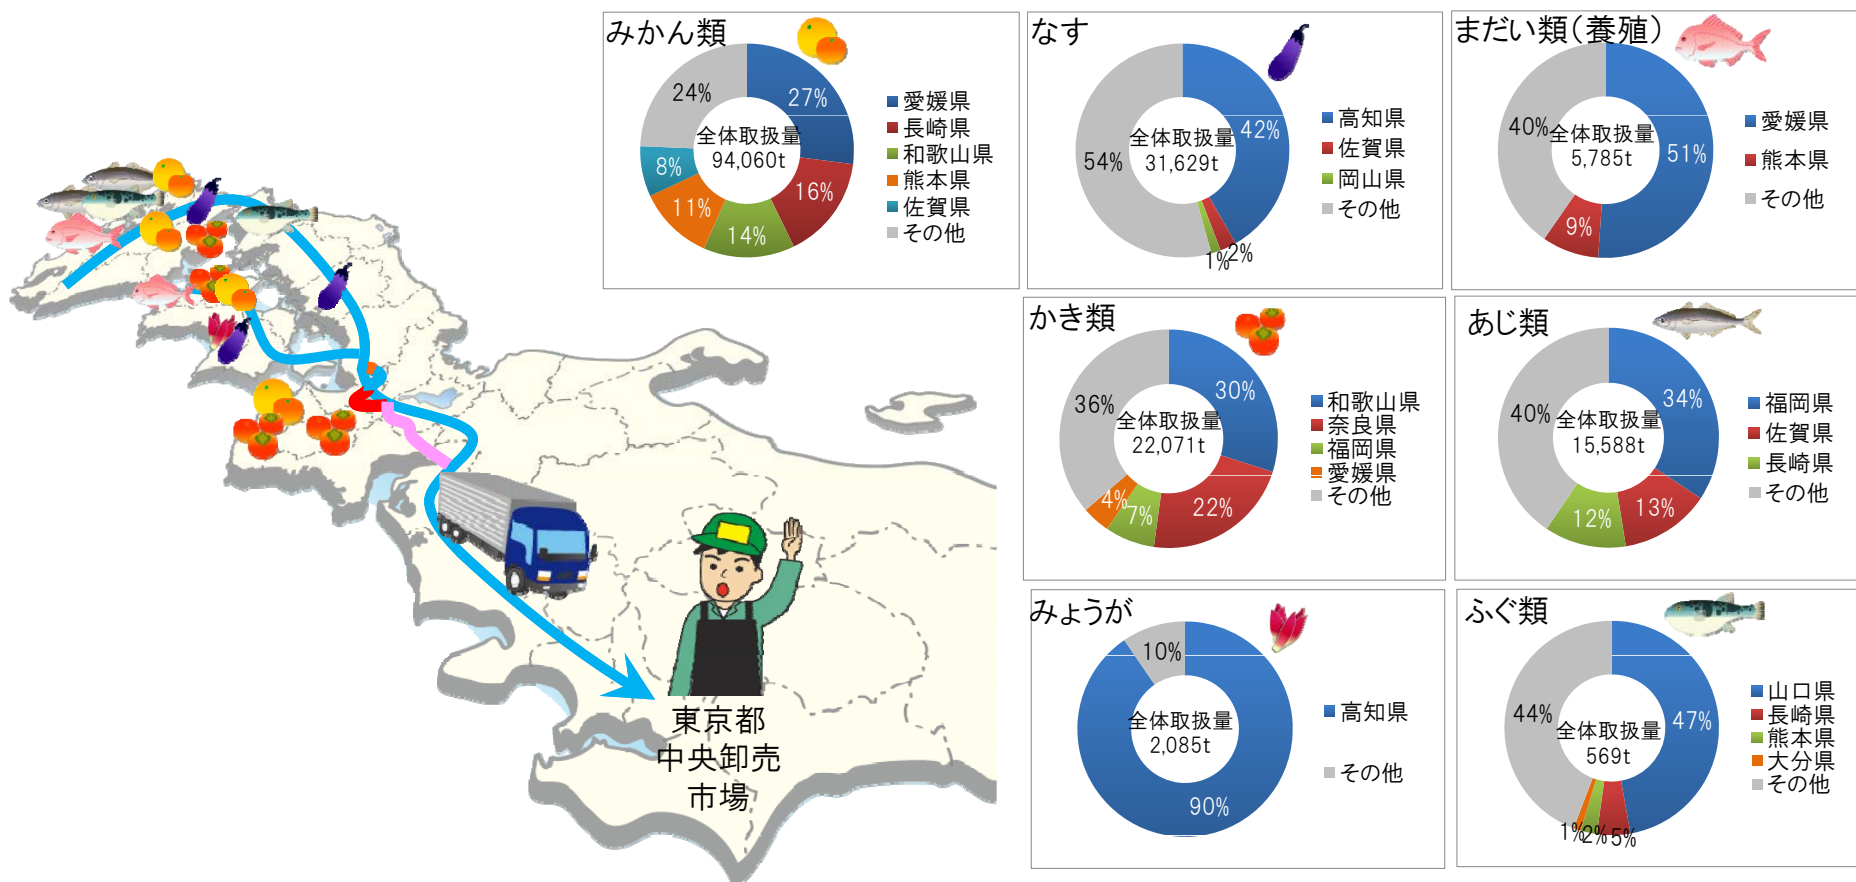 みかん類
27%
16%
14%
11%
8%
24%
全体取扱量
94,060t
愛媛県
長崎県
和歌山県
熊本県
佐賀県
その他
なす
42%
2%
1%
54%
全体取扱量
31,629t
高知県
佐賀県
岡山県
その他
まだい類(養殖)
51%
9%
40%
全体取扱量
5,785t
愛媛県
熊本県
その他
かき類
30%
22%
7%
4%
36%
全体取扱量
22,071t
和歌山県
奈良県
福岡県
愛媛県
その他
あじ類
34%
13%
12%
40%
全体取扱量
15,588t
福岡県
佐賀県
長崎県
その他
みょうが
10%
90%
全体取扱量
2,085t
高知県
その他
ふぐ類
47%
5%
2%
1%
44%
全体取扱量
569t
山口県
長崎県
熊本県
大分県
その他
東京都
中央卸売
市場